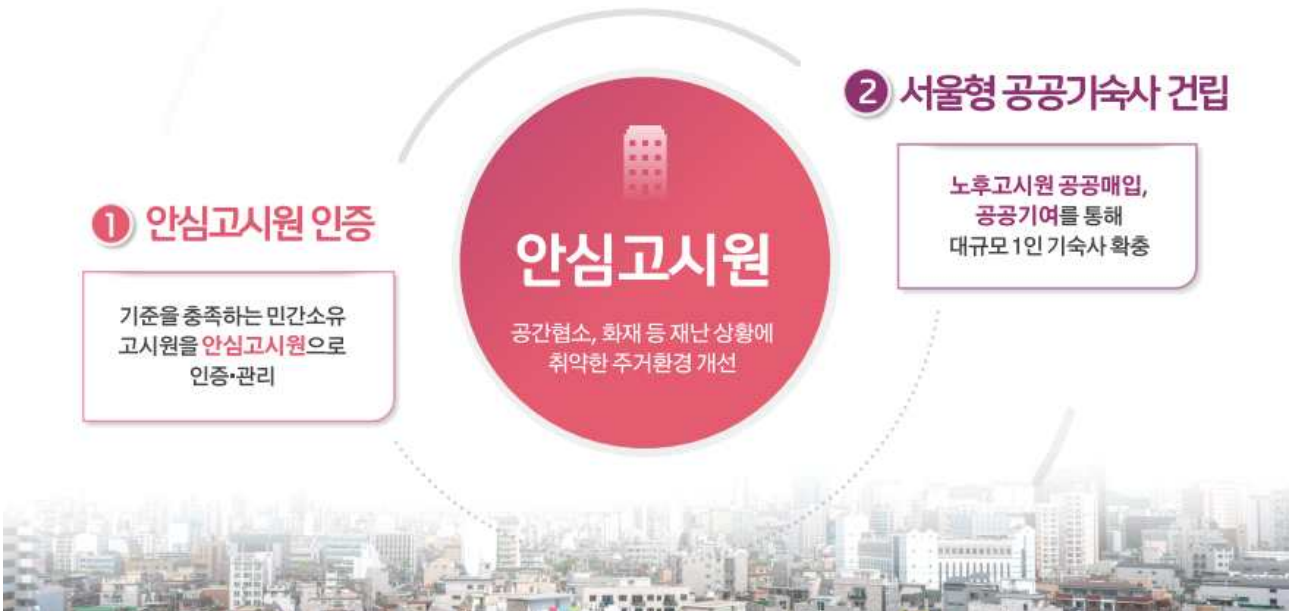 안심고시원
공간협소, 화재 등 재난 상황에
취약한 주거환경 개선
1 안심고시원 인증
기준을 충족하는 민간소유
고시원을 안심고시원으로
인증·관리
2 서울형 공공기숙사 건립
노후고시원 공공매입,
공공기여를 통해
대규모 1인 기숙사 확충